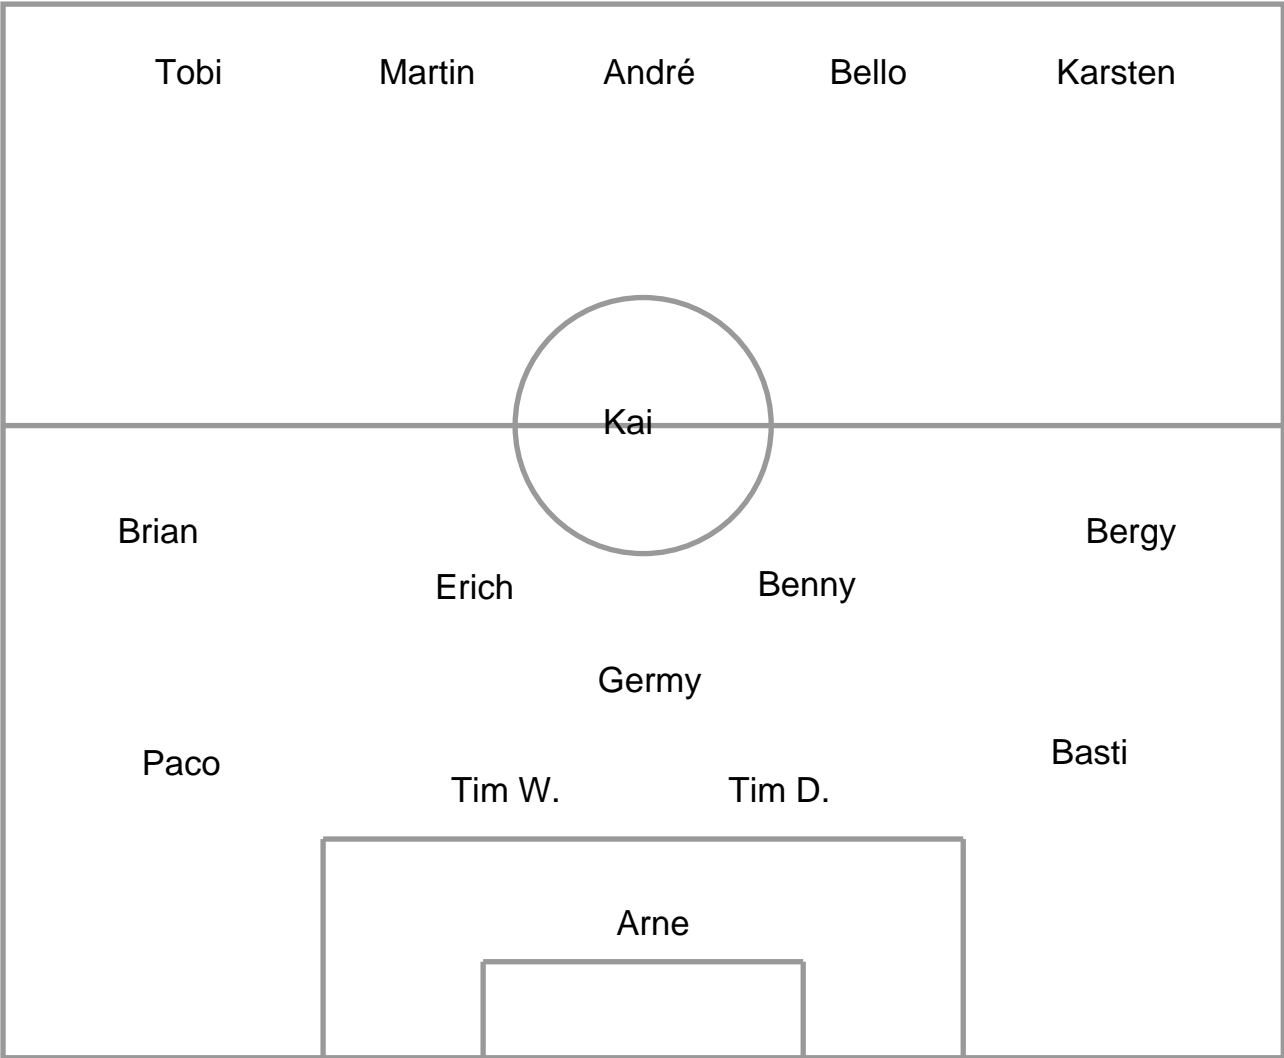 Tobi Martin André Bello Karsten
Kai
Brian Bergy
Erich Benny
Germy
Paco Basti
Tim W. Tim D.
Arne